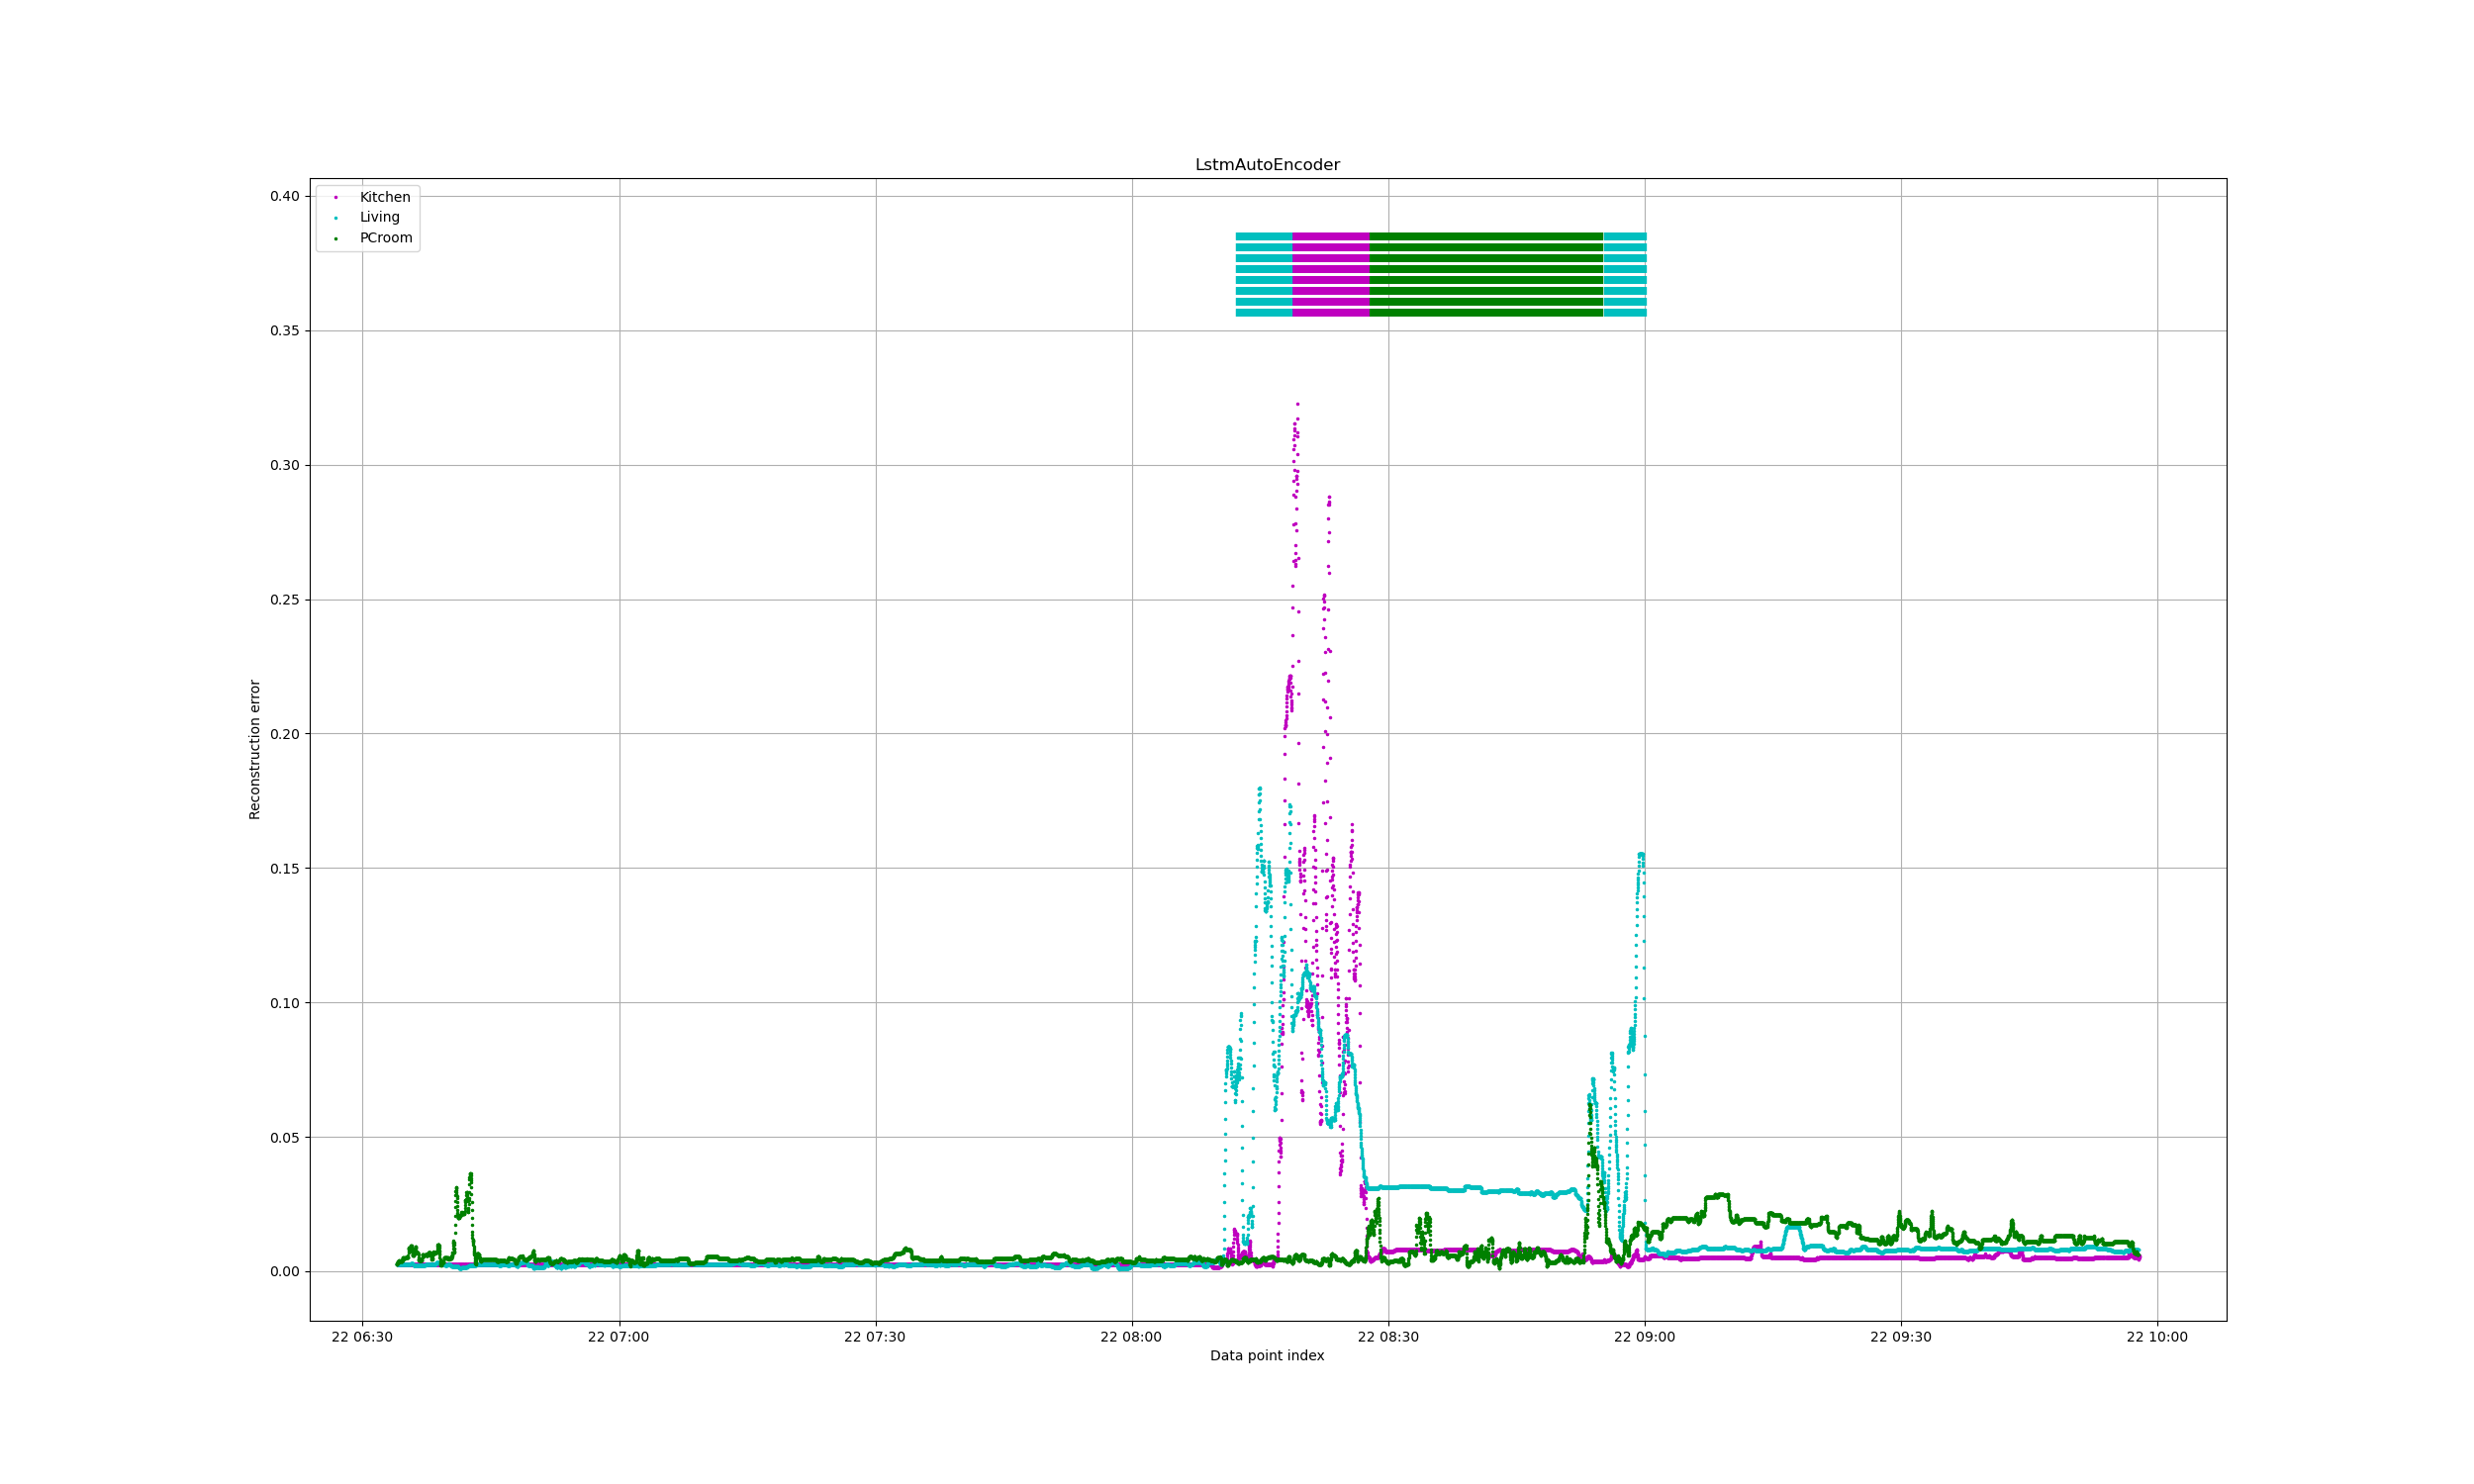 LstmAutoEncoder
Kitchen
Living
PCroom
0.40
0.35
0.30
0.25
0.20
0.15
0.10
0.05
0.00
Reconstruction error
22 06:30
22 07:00
22 07:30
22 08:00
22 08:30
22 09:00
22 09:30
22 10:00
Data point index